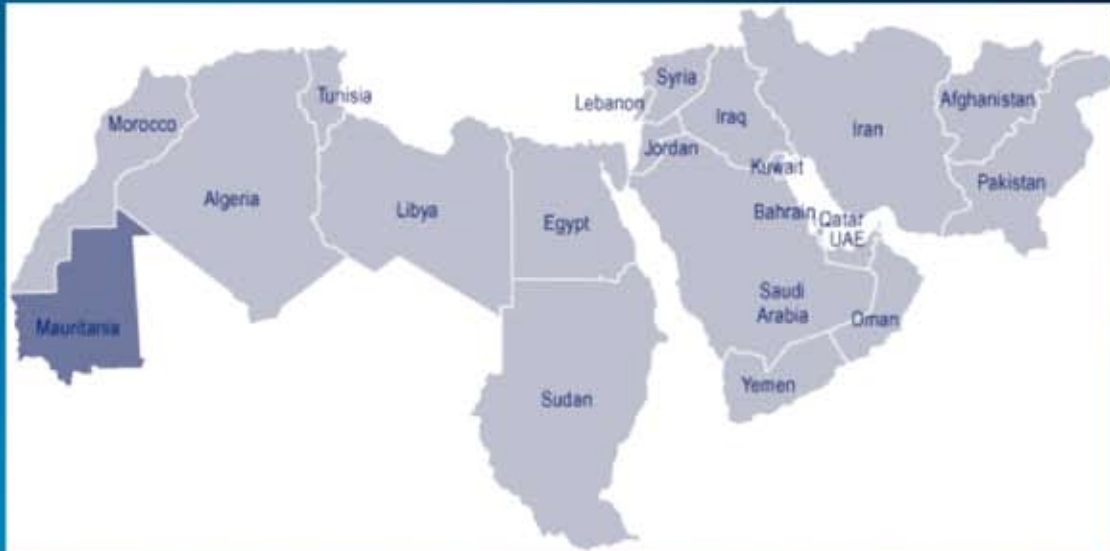 Syria
Tunisia
Lebanon
Afghanistan
Morocco
Iraq
Iran
Jordan
Kuwait
Pakistan
Algeria
Libya
Egypt
Bahrain
Qatar
UAE
Saudi
Arabia
Oman
Mauritania
Yemen
Sudan